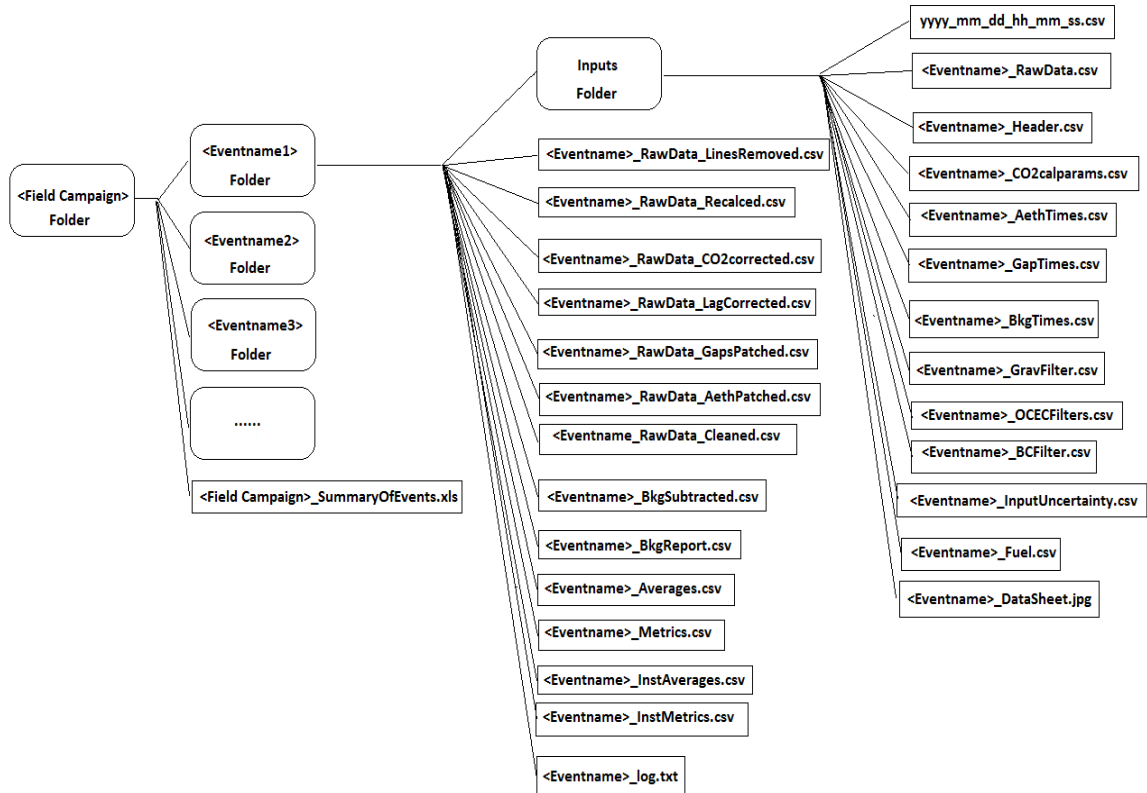 <Field Campaign>
Folder
<Eventname1>
Folder
<Eventname2>
Folder
<Eventname3>
Folder
......
<Field Campaign>_SummaryOfEvents.xls
Inputs
Folder
<Eventname>_RawData_LinesRemoved.csv
<Eventname>_RawData_Recalced.csv
<Eventname>_RawData_CO2corrected.csv
<Eventname>_RawData_LagCorrected.csv
<Eventname>_RawData_GapsPatched.csv
<Eventname>_RawData_AethPatched.csv
<Eventname_RawData_Cleaned.csv
<Eventname>_BkgSubtracted.csv
<Eventname>_BkgReport.csv
<Eventname>_Averages.csv
<Eventname>_Metrics.csv
<Eventname>_InstAverages.csv
<Eventname>_InstMetrics.csv
<Eventname>_log.txt
yyyy_mm_dd_hh_mm_ss.csv
<Eventname>_RawData.csv
<Eventname>_Header.csv
<Eventname>_CO2calparams.csv
<Eventname>_AethTimes.csv
<Eventname>_GapTimes.csv
<Eventname>_BkgTimes.csv
<Eventname>_GravFilter.csv
<Eventname>_OCECFilters.csv
<Eventname>_BCFilter.csv
<Eventname>_InputUncertainty.csv
<Eventname>_Fuel.csv
<Eventname>_DataSheet.jpg